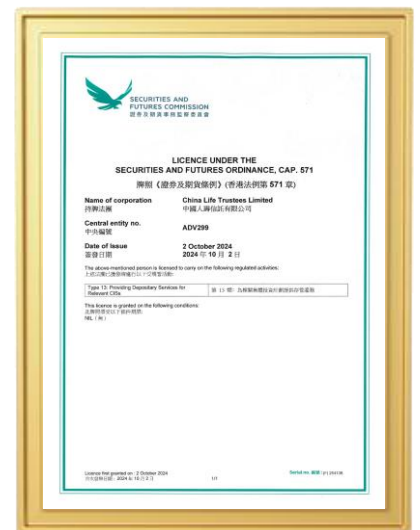 SECURITIES AND
FUTURES COMMISSION
證券及期貨事務監察委員會
LICENCE UNDER THE
SECURITIES AND FUTURES ORDINANCE, CAP. 571
牌照《證券及期貨條例》(香港法例第 571 章)
Name of corporation China Life Trustees Limited
持牌法團 中國人壽信託有限公司
Central entity no. ADV299
中央編號
Date of Issue 2 October 2024
簽發日期 2024 年 10 月 2 日
The above-mentioned person is licensed to carry on the following regulated activities:
Type 13: Providing Depositary Services for
Relevant CISs
This licence is granted on the following conditions:
NIL ( 無 )
Licence first granted on : 2 October 2024
1/1